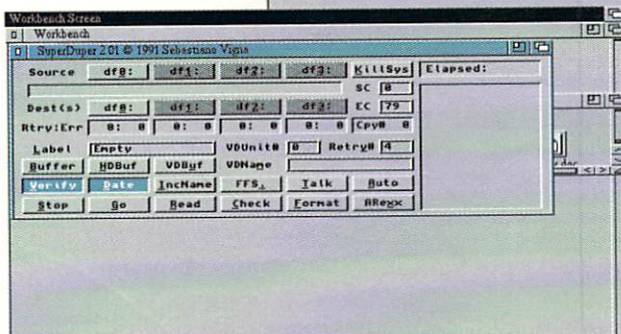 Workbench Screen
Workbench
SuperDuper 2.01 © 1991 Sebastiano Vigna
Source df0: df1: df2: df3: KillSys Elapsed:
SC 0
Dest(s) df0: df1: df2: df3: EC 79
Rtry:Err 0: 0 0: 0 0: 0 0: 0 Cpy# 0
Label Empty VDUnit# 0 Retry# 4
Buffer HDBuf VDBuf VDName
Verify Date IncName FFS. Talk Auto
Stop Go Read Check Format ARexx